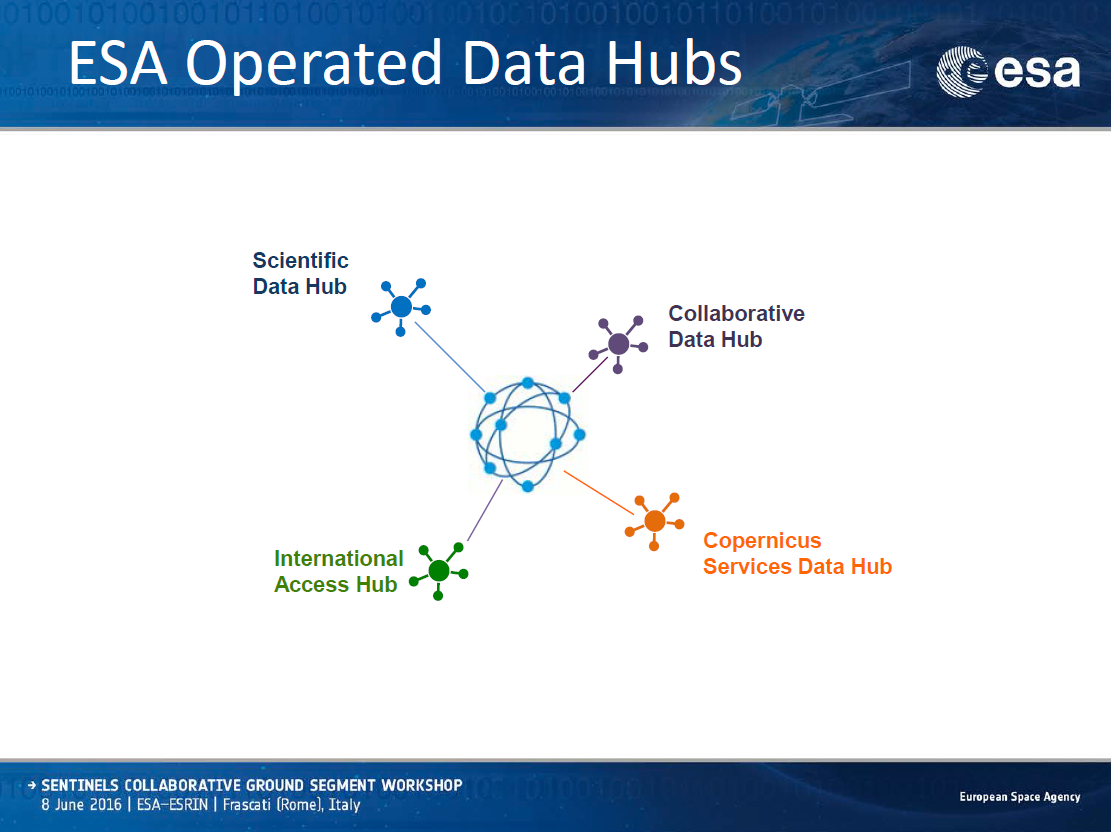 ESA Operated Data Hubs
esa
Scientific
Data Hub
Collaborative
Data Hub
International
Access Hub
Copernicus
Services Data Hub
→ SENTINELS COLLABORATIVE GROUND SEGMENT WORKSHOP
8 June 2016 | ESA–ESRIN | Frascati (Rome), Italy
European Space Agency